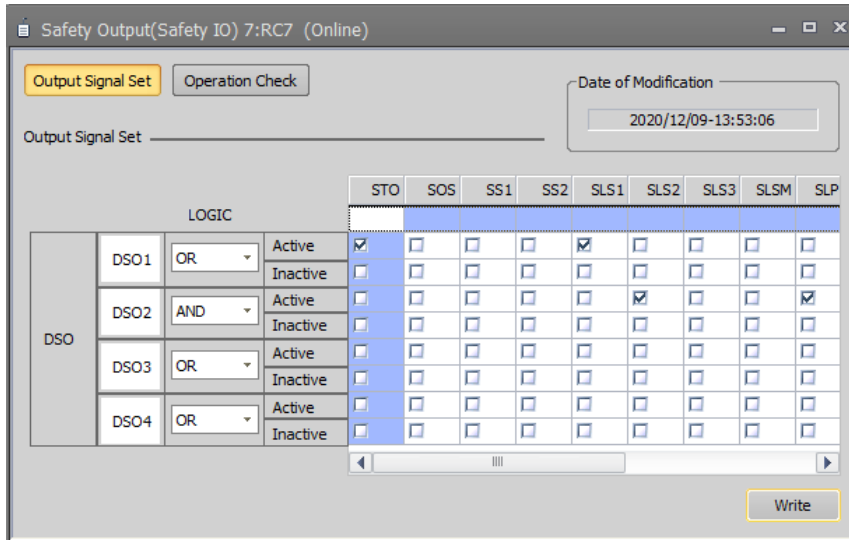 Safety Output(Safety IO) 7:RC7 (Online)
Output Signal Set Operation Check
Date of Modification
2020/12/09-13:53:06
Output Signal Set
STO SOS SS1 SS2 SLS1 SLS2 SLS3 SLSM SLP
LOGIC
DSO
DSO1 OR Active
Inactive
DSO2 AND Active
Inactive
DSO3 OR Active
Inactive
DSO4 OR Active
Inactive
Write